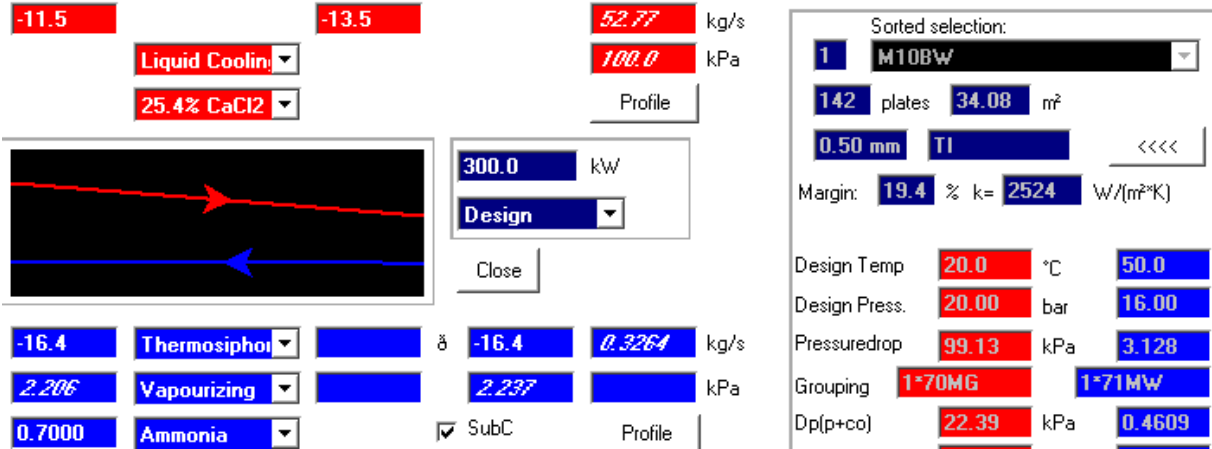 -11.5 -13.5 52.77 kg/s
Liquid Cooling 100.0 kPa
25.4% CaCl2 Profile
300.0 kW
Design
Close
-16.4 Thermosiphon ð -16.4 0.3264 kg/s
2.206 Vapourizing 2.237 kPa
0.7000 Ammonia SubC Profile
Sorted selection:
1 M10BW
142 plates 34.08 m²
0.50 mm TI <<<<
Margin: 19.4 % k= 2524 W/(m²*K)
Design Temp 20.0 °C 50.0
Design Press. 20.00 bar 16.00
Pressuredrop 99.13 kPa 3.128
Grouping 1*70MG 1*71MW
Dp(p+co) 22.39 kPa 0.4609